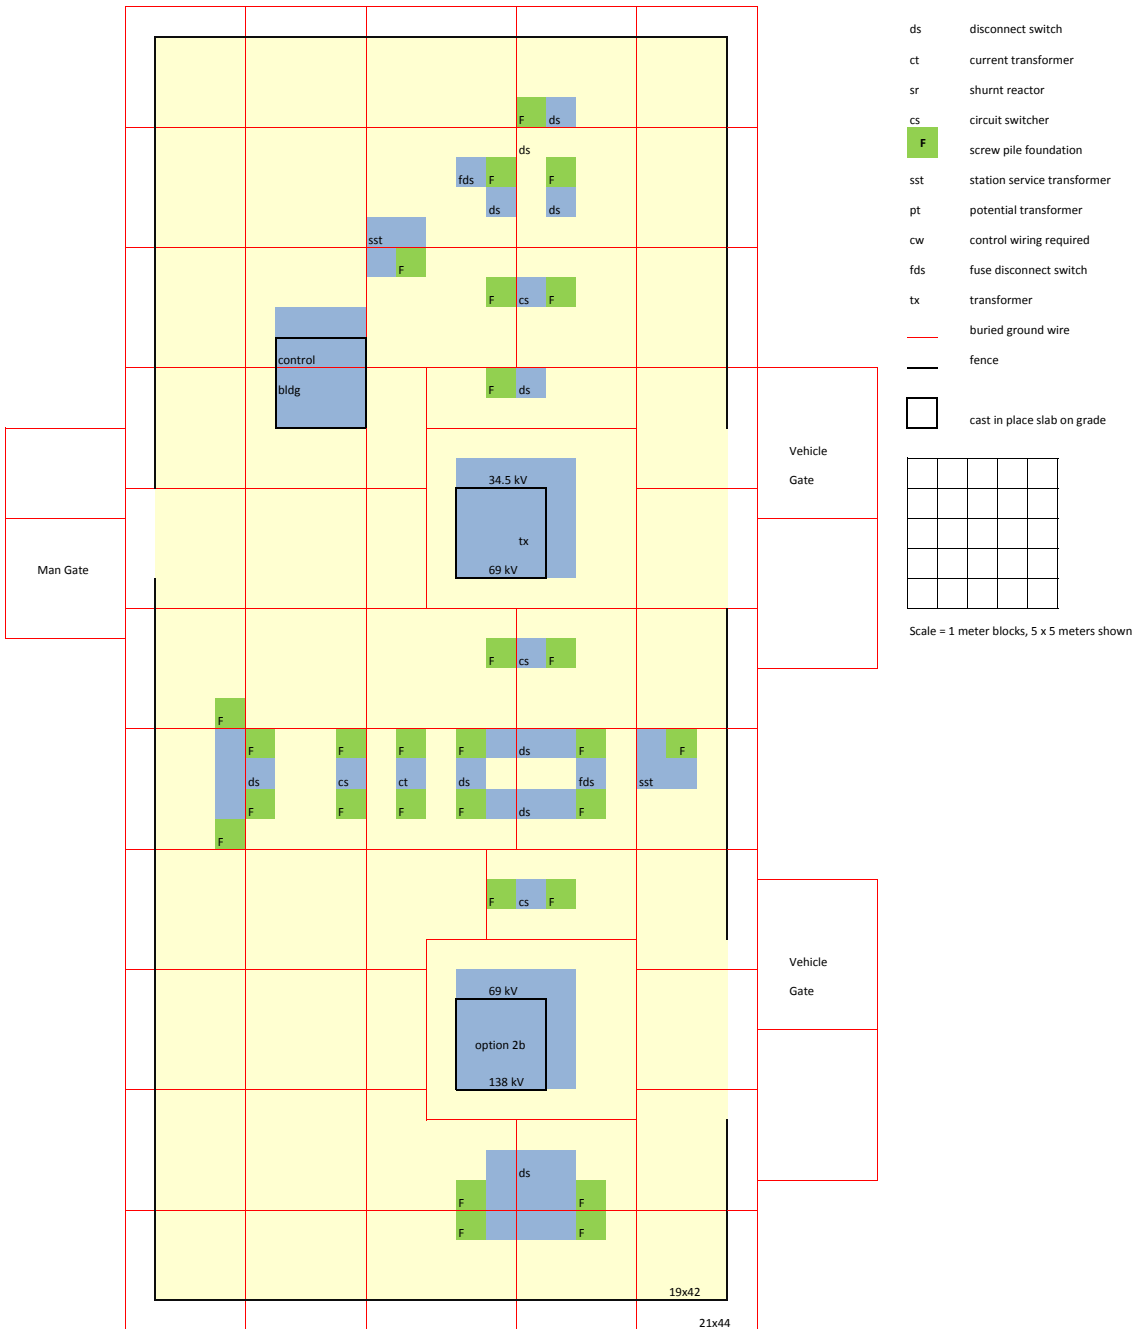 ds disconnect switch
ct current transformer
sr shurnt reactor
cs circuit switcher
F screw pile foundation
sst station service transformer
pt potential transformer
cw control wiring required
fds fuse disconnect switch
tx transformer
buried ground wire
fence
cast in place slab on grade
Scale = 1 meter blocks, 5 x 5 meters shown
F ds
ds
fds F F
ds ds
sst
F
F cs F
control
bldg
F ds
Vehicle
Gate
34.5 kV
tx
69 kV
Man Gate
F cs F
F
F F F F ds F F
ds cs ct ds fds sst
F F F F ds F
F
F cs F
Vehicle
Gate
69 kV
option 2b
138 kV
ds
F F
F F
19x42
21x44